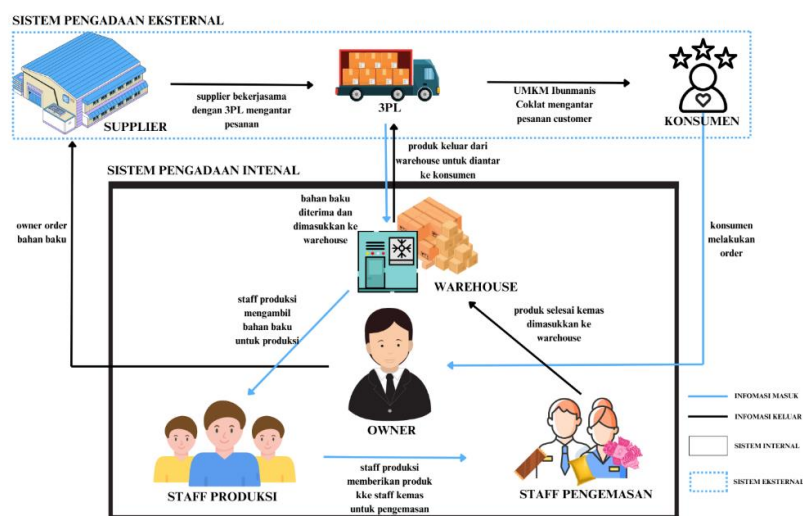 SISTEM PENGADAAN EKSTERNAL
SUPPLIER
supplier bekerjasama
dengan 3PL mengantar
pesanan
3PL
UMKM Ibunmanis
Coklat mengantar
pesanan customer
KONSUMEN
produk keluar dari
warehouse untuk diantar
ke konsumen
SISTEM PENGADAAN INTENAL
owner order
bahan baku
bahan baku
diterima dan
dimasukkan ke
warehouse
konsumen
melakukan
order
WAREHOUSE
staff produksi
mengambil
bahan baku
untuk produksi
produk selesai kemas
dimasukkan ke
warehouse
OWNER
STAFF PRODUKSI
staff produksi
memberikan produk
kke staff kemas
untuk pengemasan
STAFF PENGEMASAN
INFOMASI MASUK
INFOMASI KELUAR
SISTEM INTERNAL
SISTEM EKSTERNAL